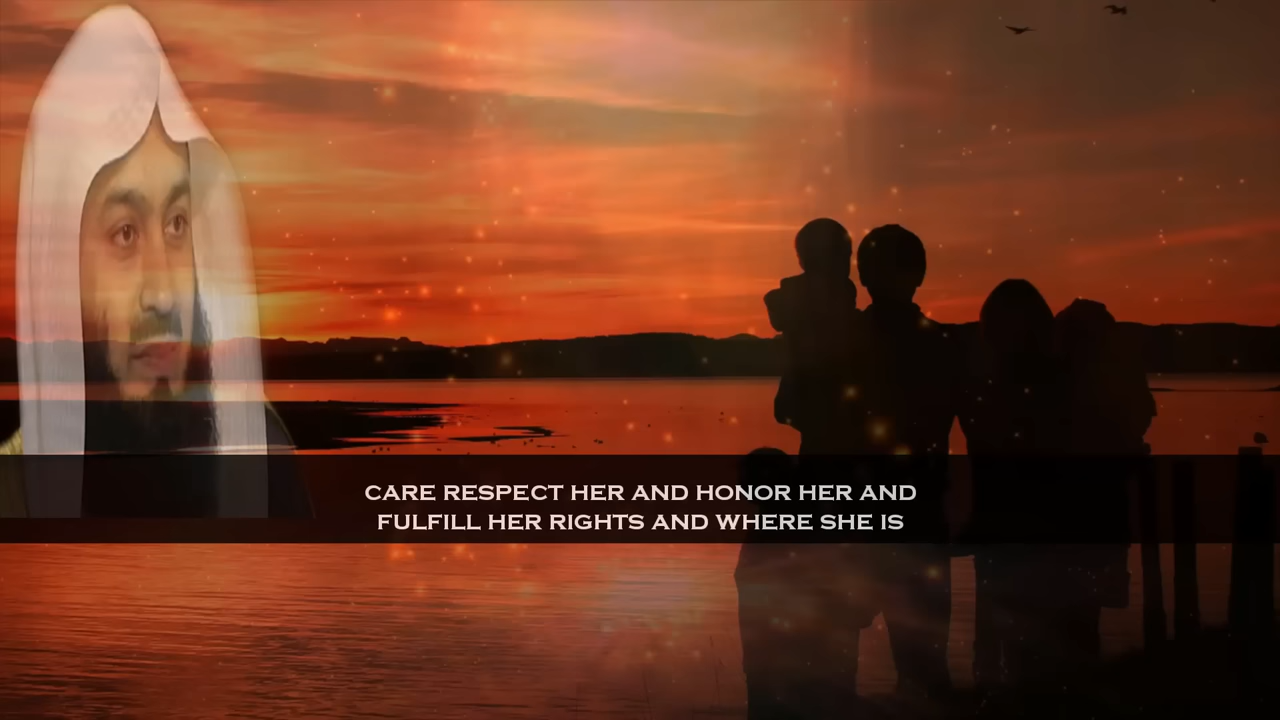 CARE RESPECT HER AND HONOR HER AND
FULFILL HER RIGHTS AND WHERE SHE IS